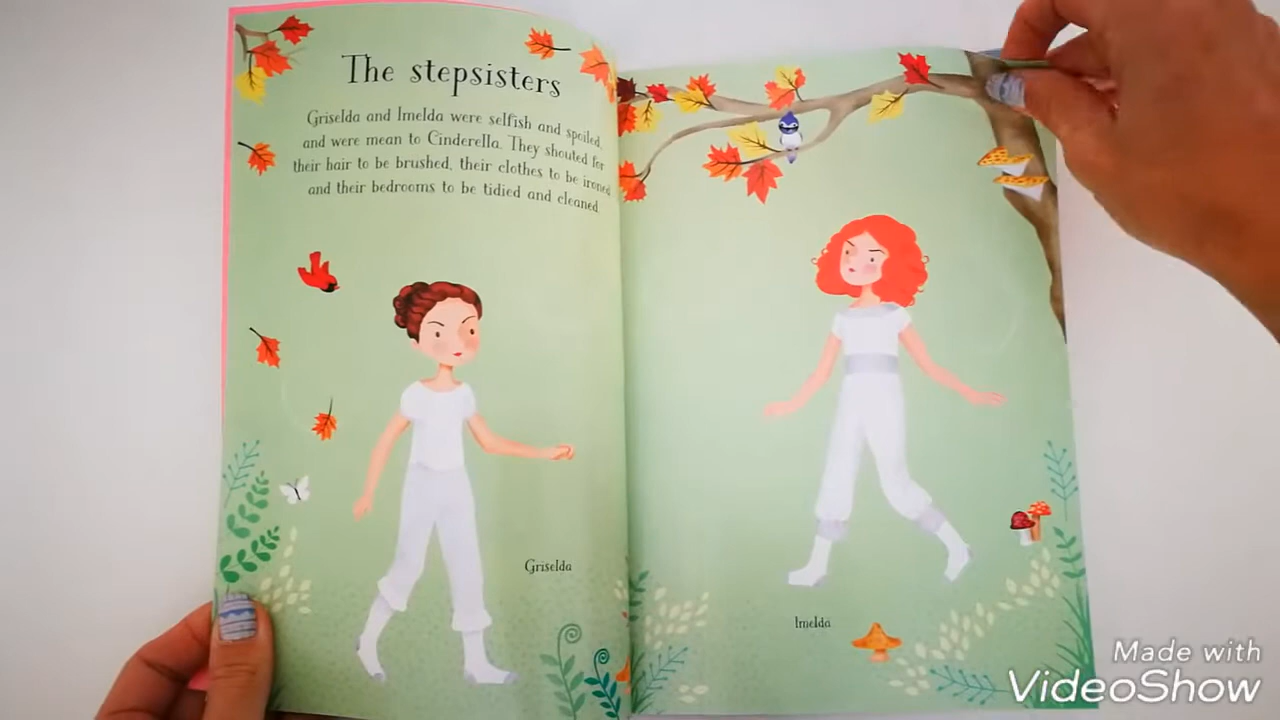 The stepsisters
Griselda and Imelda were selfish and spoiled,
and were mean to Cinderella. They shouted for
their hair to be brushed, their clothes to be ironed
and their bedrooms to be tidied and cleaned.
Griselda
Imelda
Made with
VideoShow